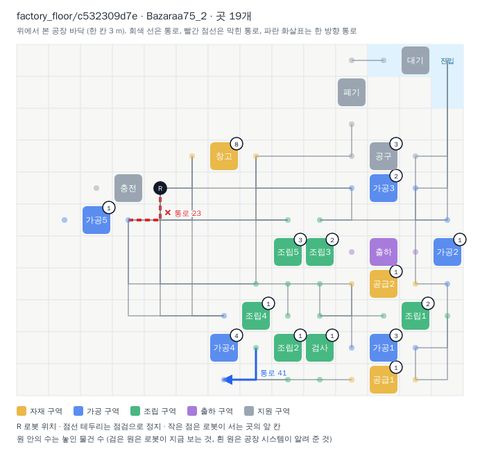 factory_floor/c532309d7e · Bazaraa75_2 · 곳 19개
위에서 본 공장 바닥 (한 칸 3 m). 회색 선은 통로, 빨간 점선은 막힌 통로, 파란 화살표는 한 방향 통로
대기
폐기
창고 8
공구 3
충전
R
가공3 2
가공5 1
✕ 통로 23
조립5 3
조립3 2
출하
가공2 1
공급2 1
조립4 1
조립1 2
가공4 4
조립2 1
검사 1
가공1 3
통로 41
공급1 1
자재 구역
가공 구역
조립 구역
출하 구역
지원 구역
R 로봇 위치 · 점선 테두리는 점검으로 정지 · 작은 점은 로봇이 서는 곳의 앞 칸
원 안의 수는 놓인 물건 수 (검은 원은 로봇이 지금 보는 것, 흰 원은 공장 시스템이 알려 준 것)